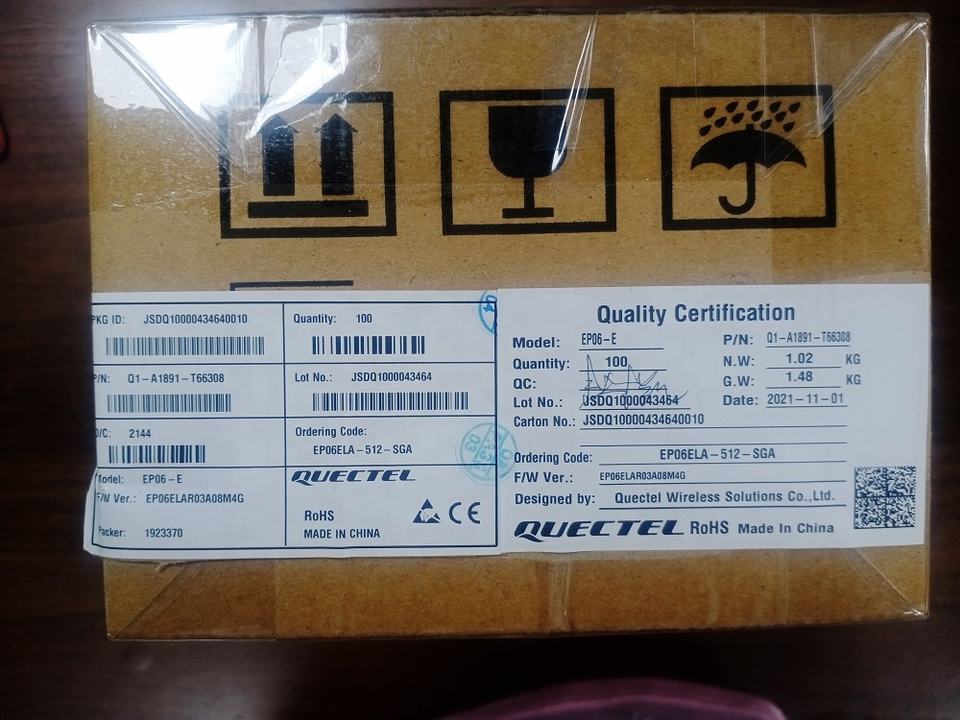 PKG ID: JSDQ10000434640010
Quantity: 100
P/N: Q1-A1891-T66308
Lot No.: JSDQ1000043464
D/C: 2144
Ordering Code:
EP06ELA-512-SGA
Model: EP06-E
F/W Ver.: EP06ELAR03A08M4G
Packer: 1923370
QUECTEL
RoHS
CE
MADE IN CHINA
Quality Certification
Model: EP06-E
P/N: Q1-A1891-T66308
Quantity: 100
N.W.: 1.02 KG
QC:
G.W.: 1.48 KG
Lot No.: JSDQ1000043464
Date: 2021-11-01
Carton No.: JSDQ10000434640010
Ordering Code: EP06ELA-512-SGA
F/W Ver.: EP06ELAR03A08M4G
Designed by: Quectel Wireless Solutions Co.,Ltd.
QUECTEL RoHS MADE IN CHINA